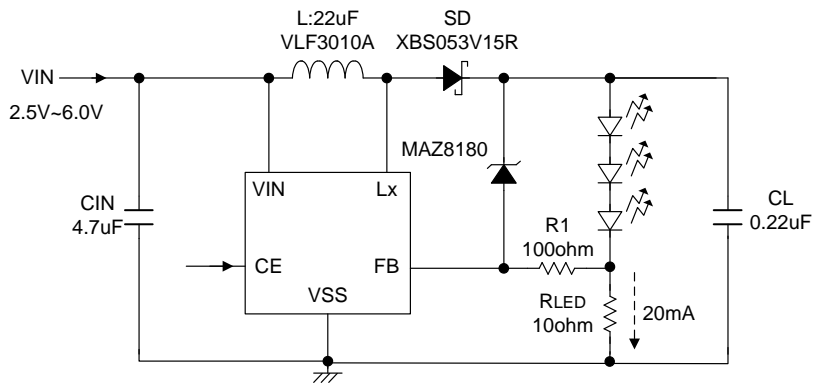 L:22uF
VLF3010A
SD
XBS053V15R
VIN
2.5V~6.0V
MAZ8180
CIN
4.7uF
VIN
Lx
CE
FB
VSS
R1
100ohm
CL
0.22uF
RLED
10ohm
20mA